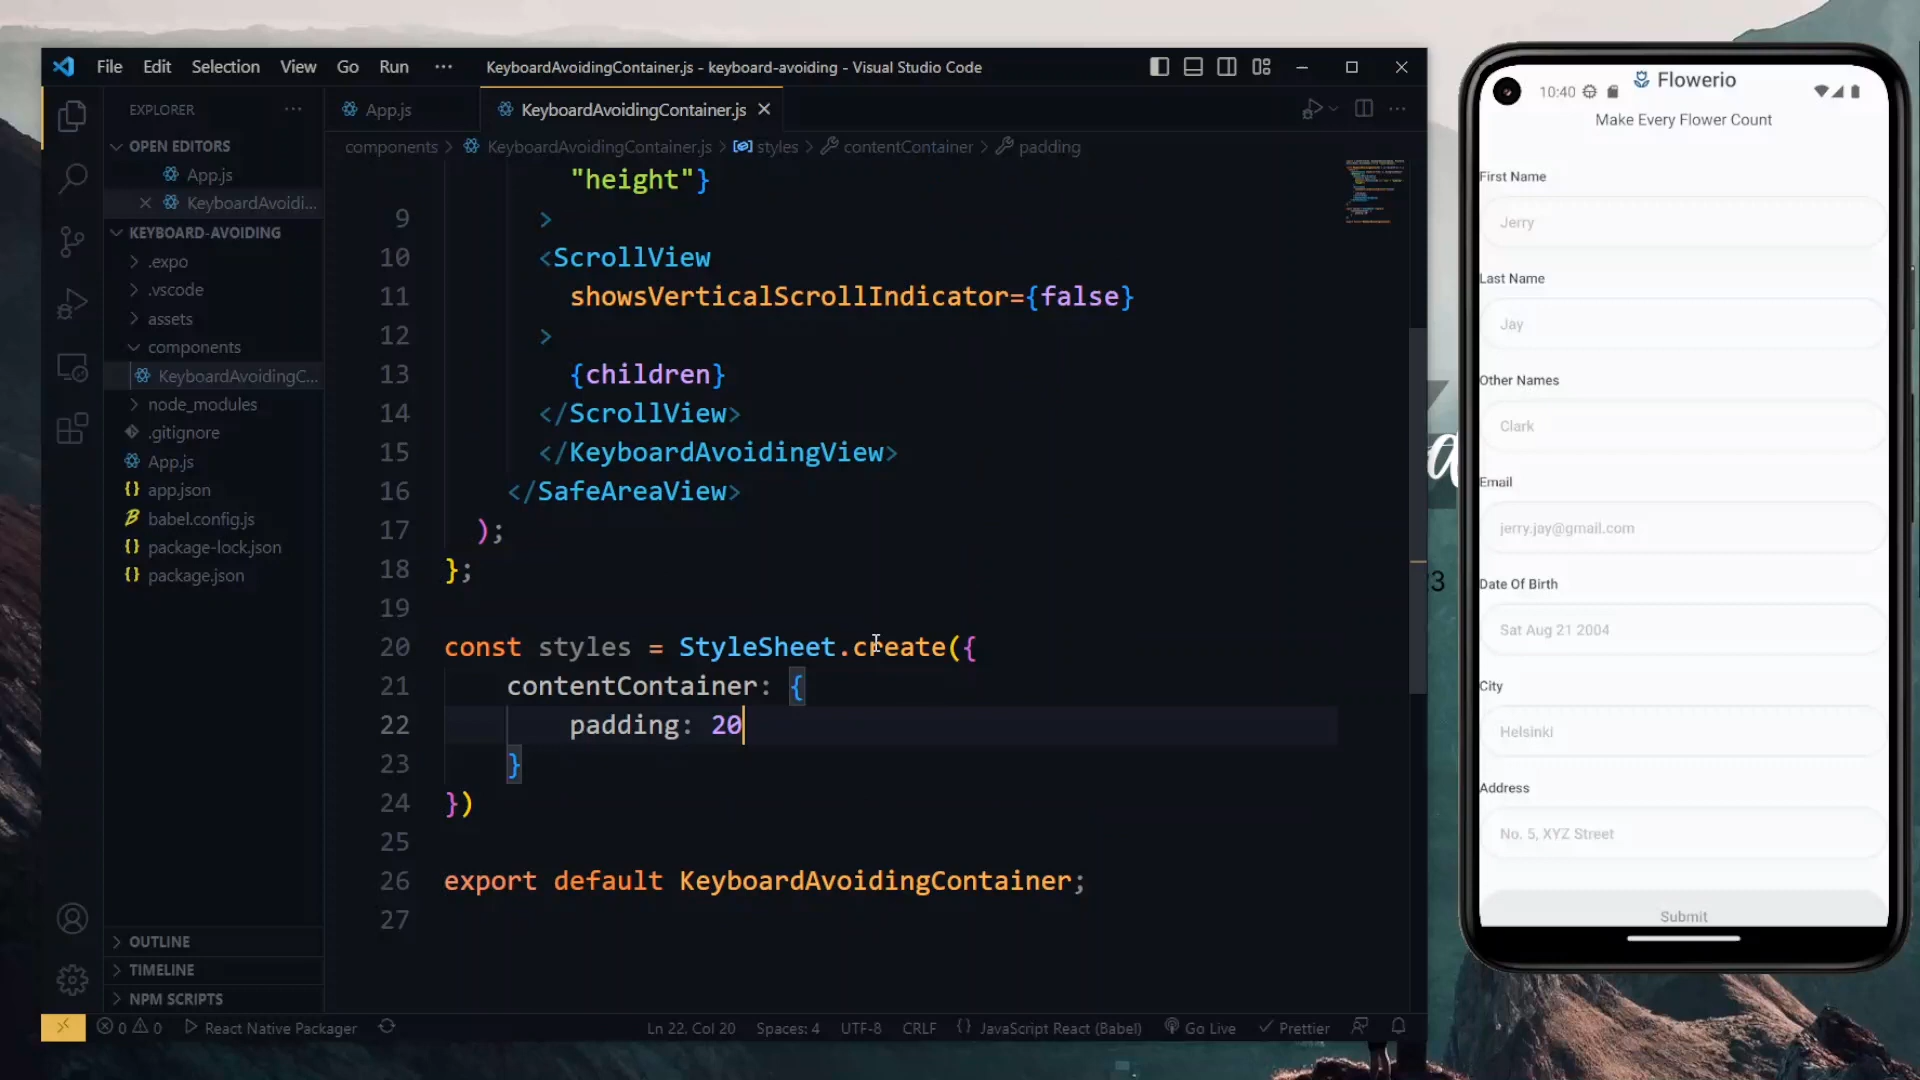 File Edit Selection View Go Run ··· KeyboardAvoidingContainer.js - keyboard-avoiding - Visual Studio Code
EXPLORER ···
App.js
KeyboardAvoidingContainer.js
components > KeyboardAvoidingContainer.js > styles > contentContainer > padding
OPEN EDITORS
App.js
KeyboardAvoidi...
KEYBOARD-AVOIDING
.expo
.vscode
assets
components
KeyboardAvoidingC...
node_modules
.gitignore
App.js
app.json
babel.config.js
package-lock.json
package.json
OUTLINE
TIMELINE
NPM SCRIPTS
"height"}
9 >
10 <ScrollView
11 showsVerticalScrollIndicator={false}
12 >
13 {children}
14 </ScrollView>
15 </KeyboardAvoidingView>
16 </SafeAreaView>
17 );
18 };
19
20 const styles = StyleSheet.create({
21 contentContainer: {
22 padding: 20
23 }
24 })
25
26 export default KeyboardAvoidingContainer;
27
0 0 React Native Packager Ln 22, Col 20 Spaces: 4 UTF-8 CRLF {} JavaScript React (Babel) Go Live Prettier
10:40
Flowerio
Make Every Flower Count
First Name
Jerry
Last Name
Jay
Other Names
Clark
Email
jerry.jay@gmail.com
Date Of Birth
Sat Aug 21 2004
City
Helsinki
Address
No. 5, XYZ Street
Submit